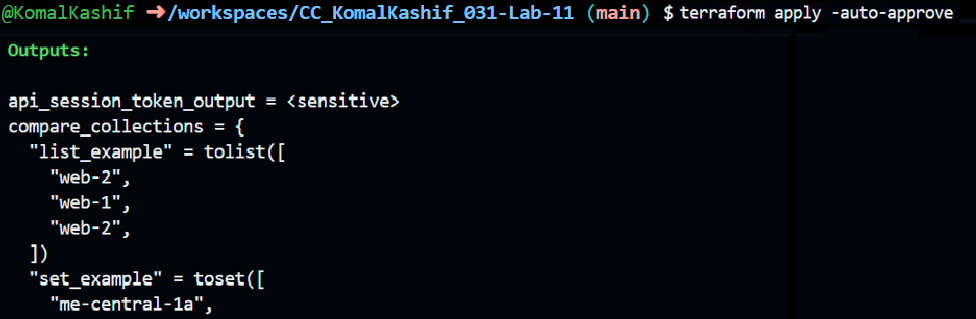 @KomalKashif ➜/workspaces/CC_KomalKashif_031-Lab-11 (main) $ terraform apply -auto-approve
Outputs:
api_session_token_output = <sensitive>
compare_collections = {
  "list_example" = tolist([
    "web-2",
    "web-1",
    "web-2",
  ])
  "set_example" = toset([
    "me-central-1a",